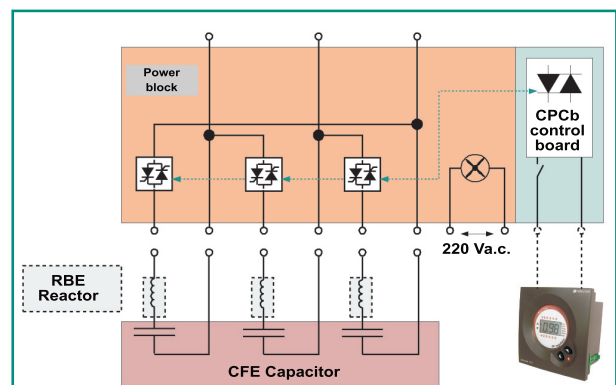 Power
block
CPCb
control
board
220 Va.c.
RBE
Reactor
CFE Capacitor